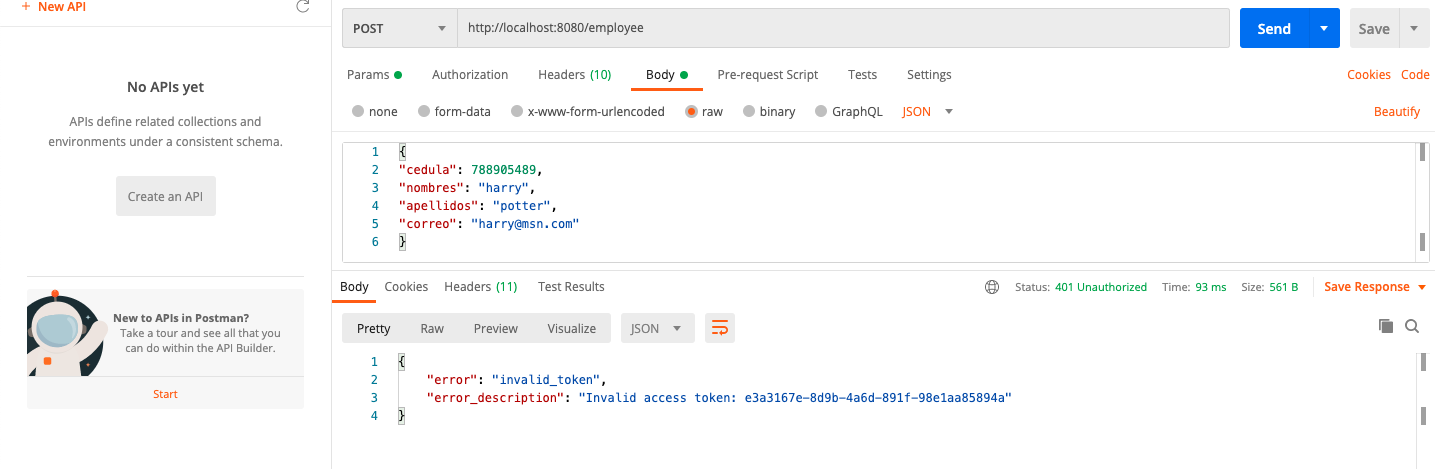 + New API
No APIs yet
APIs define related collections and
environments under a consistent schema.
Create an API
New to APIs in Postman?
Take a tour and see all that you
can do within the API Builder.
Start
POST http://localhost:8080/employee Send Save
Params Authorization Headers (10) Body Pre-request Script Tests Settings Cookies Code
none form-data x-www-form-urlencoded raw binary GraphQL JSON Beautify
1 {
2 "cedula": 788905489,
3 "nombres": "harry",
4 "apellidos": "potter",
5 "correo": "harry@msn.com"
6 }
Body Cookies Headers (11) Test Results Status: 401 Unauthorized Time: 93 ms Size: 561 B Save Response
Pretty Raw Preview Visualize JSON
1 {
2 "error": "invalid_token",
3 "error_description": "Invalid access token: e3a3167e-8d9b-4a6d-891f-98e1aa85894a"
4 }